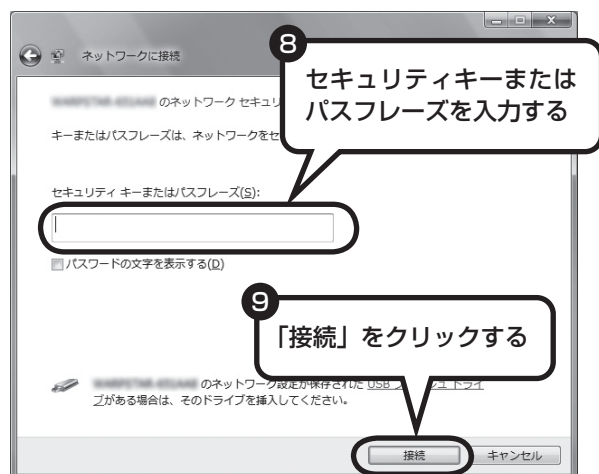 ネットワークに接続
8
セキュリティキーまたは
パスフレーズを入力する
のネットワーク セキュリ
キーまたはパスフレーズは、ネットワークをセ
セキュリティ キーまたはパスフレーズ(S):
パスワードの文字を表示する(D)
9
「接続」をクリックする
のネットワーク設定が保存された USB フ ュ ドライ
ブがある場合は、そのドライブを挿入してください。
接続 キャンセル